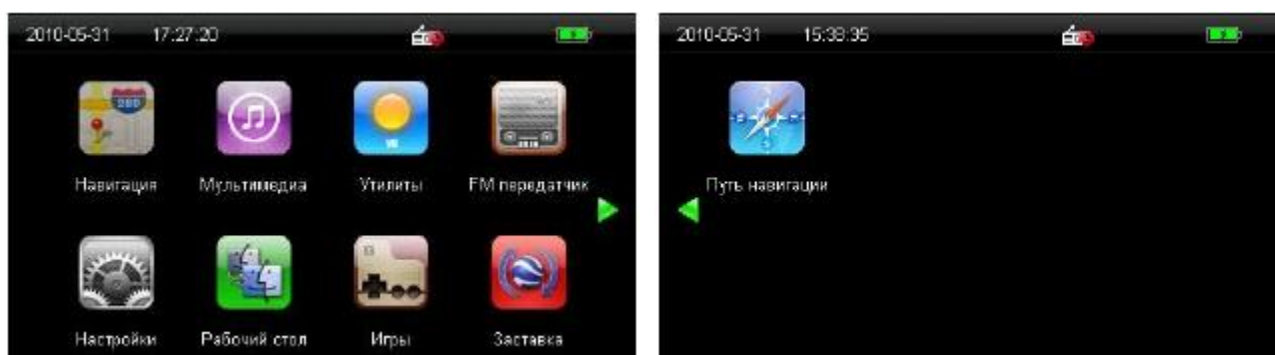 2010-05-31 17:27:20
Навигация Мультимедиа Утилиты FM передатчик
Настройки Рабочий стол Игры Заставка
2010-05-31 15:38:35
Путь навигации